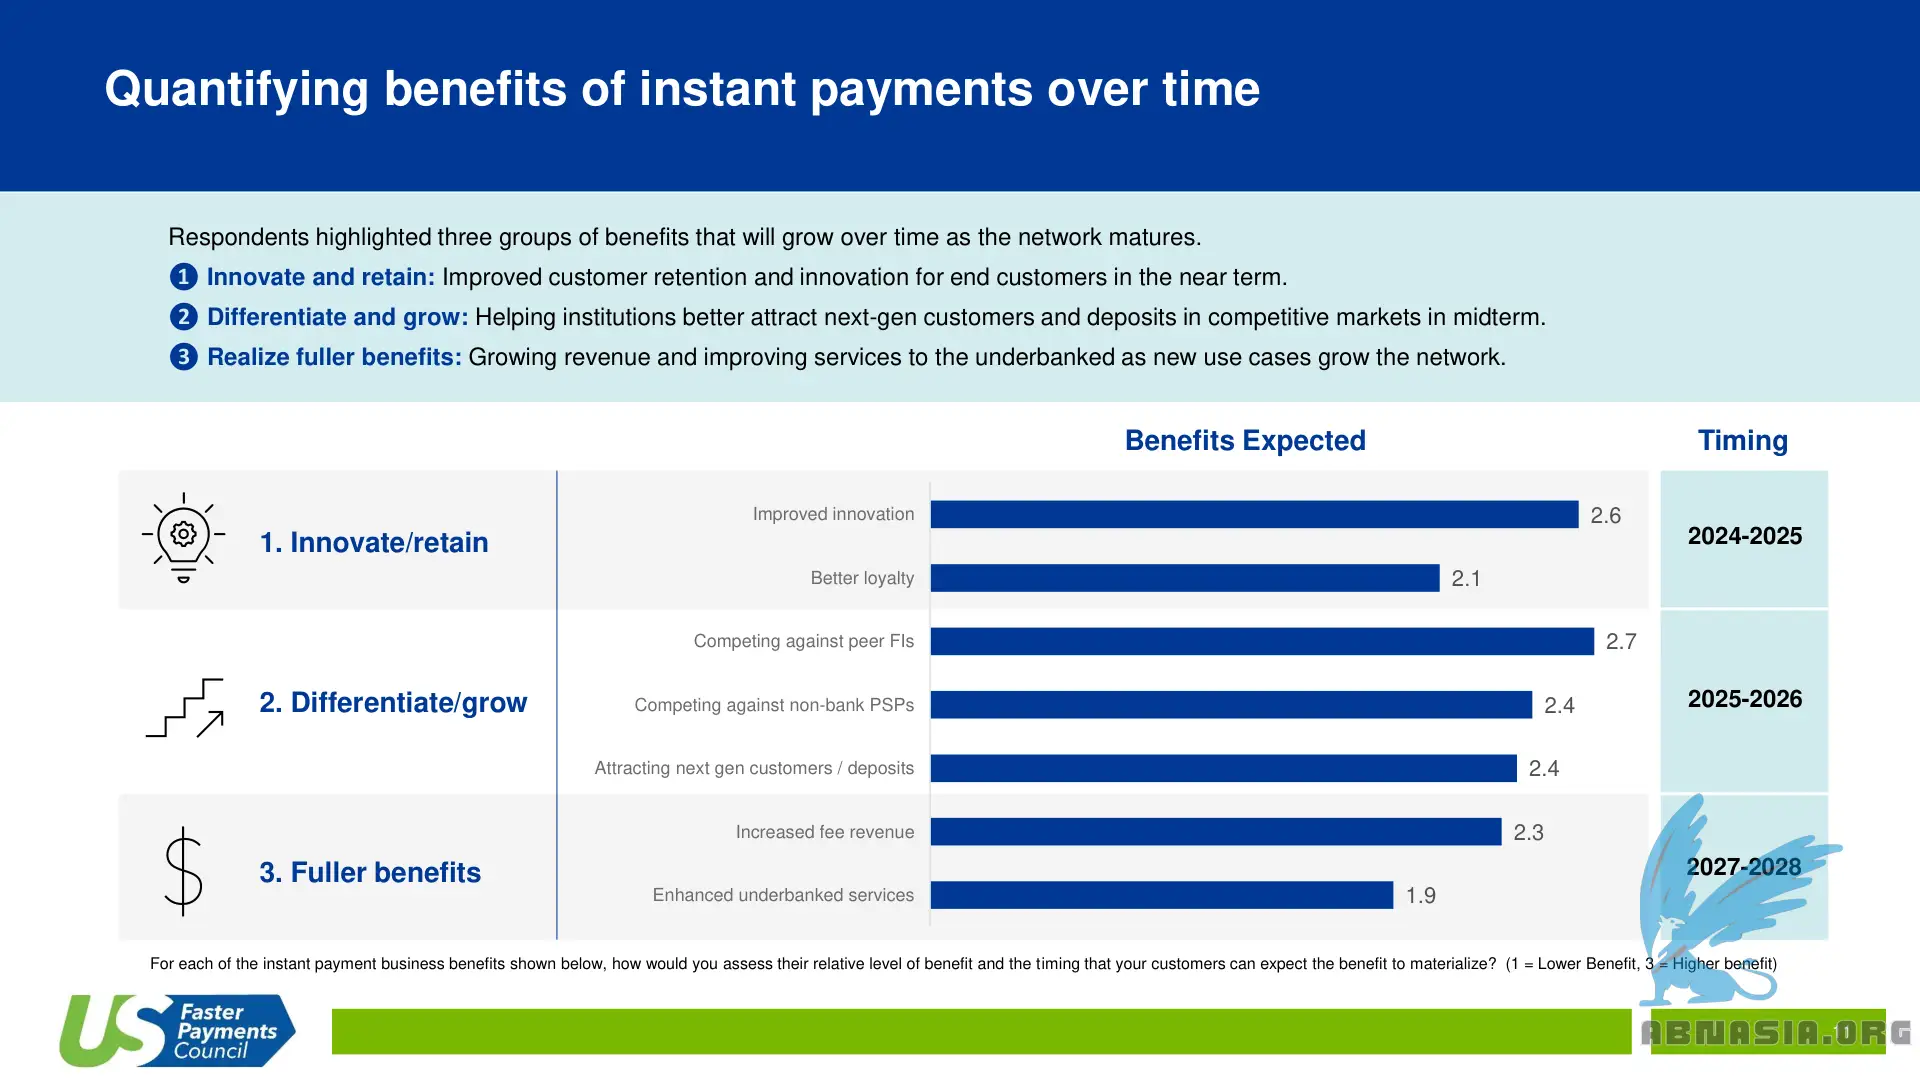 Quantifying benefits of instant payments over time
Respondents highlighted three groups of benefits that will grow over time as the network matures.
1 Innovate and retain: Improved customer retention and innovation for end customers in the near term.
2 Differentiate and grow: Helping institutions better attract next-gen customers and deposits in competitive markets in midterm.
3 Realize fuller benefits: Growing revenue and improving services to the underbanked as new use cases grow the network.
Benefits Expected
Timing
1. Innovate/retain
Improved innovation 2.6
Better loyalty 2.1
2024-2025
2. Differentiate/grow
Competing against peer FIs 2.7
Competing against non-bank PSPs 2.4
Attracting next gen customers / deposits 2.4
2025-2026
3. Fuller benefits
Increased fee revenue 2.3
Enhanced underbanked services 1.9
2027-2028
For each of the instant payment business benefits shown below, how would you assess their relative level of benefit and the timing that your customers can expect the benefit to materialize? (1 = Lower Benefit, 3 = Higher benefit)
US Faster
Payments
Council
11
ABNASIA.ORG